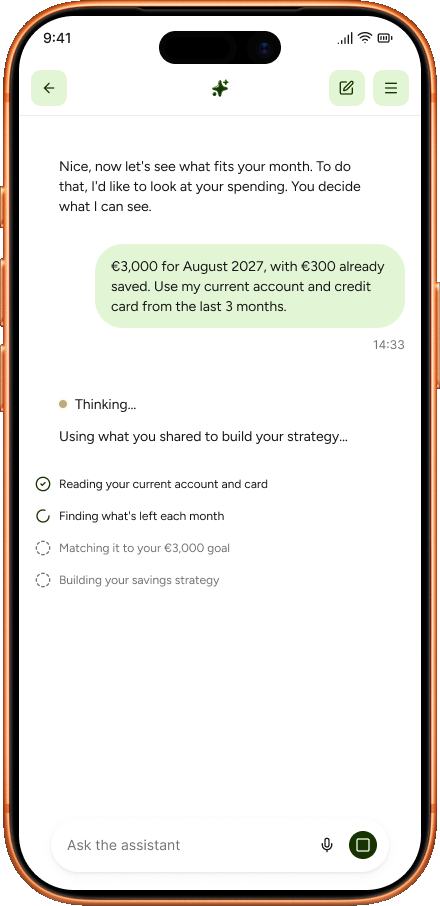 9:41
Nice, now let's see what fits your month. To do
that, I'd like to look at your spending. You decide
what I can see.
€3,000 for August 2027, with €300 already
saved. Use my current account and credit
card from the last 3 months.
14:33
Thinking...
Using what you shared to build your strategy...
Reading your current account and card
Finding what's left each month
Matching it to your €3,000 goal
Building your savings strategy
Ask the assistant